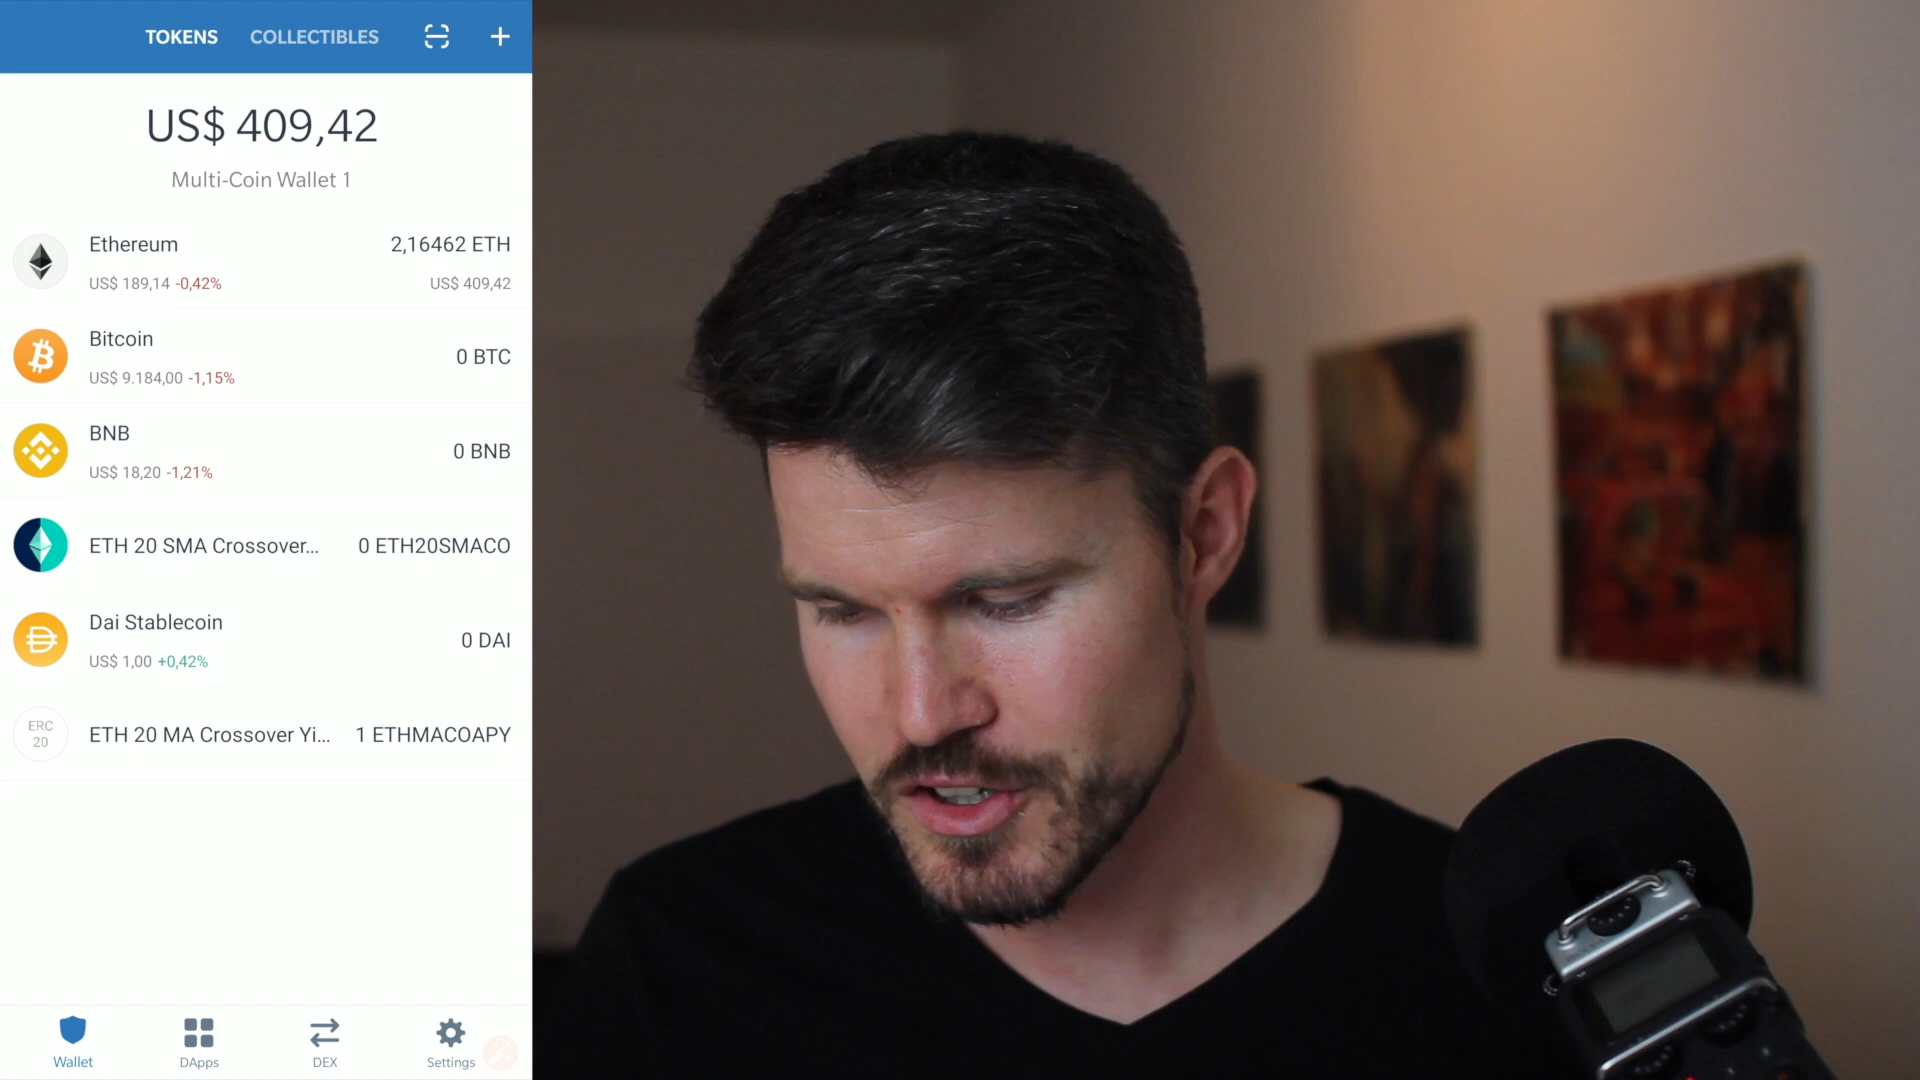 TOKENS COLLECTIBLES
US$ 409,42
Multi-Coin Wallet 1
Ethereum 2,16462 ETH
US$ 189,14 -0,42% US$ 409,42
Bitcoin
0 BTC
US$ 9.184,00 -1,15%
BNB
0 BNB
US$ 18,20 -1,21%
ETH 20 SMA Crossover... 0 ETH20SMACO
Dai Stablecoin
0 DAI
US$ 1,00 +0,42%
ERC
20
ETH 20 MA Crossover Yi... 1 ETHMACOAPY
Wallet DApps DEX Settings